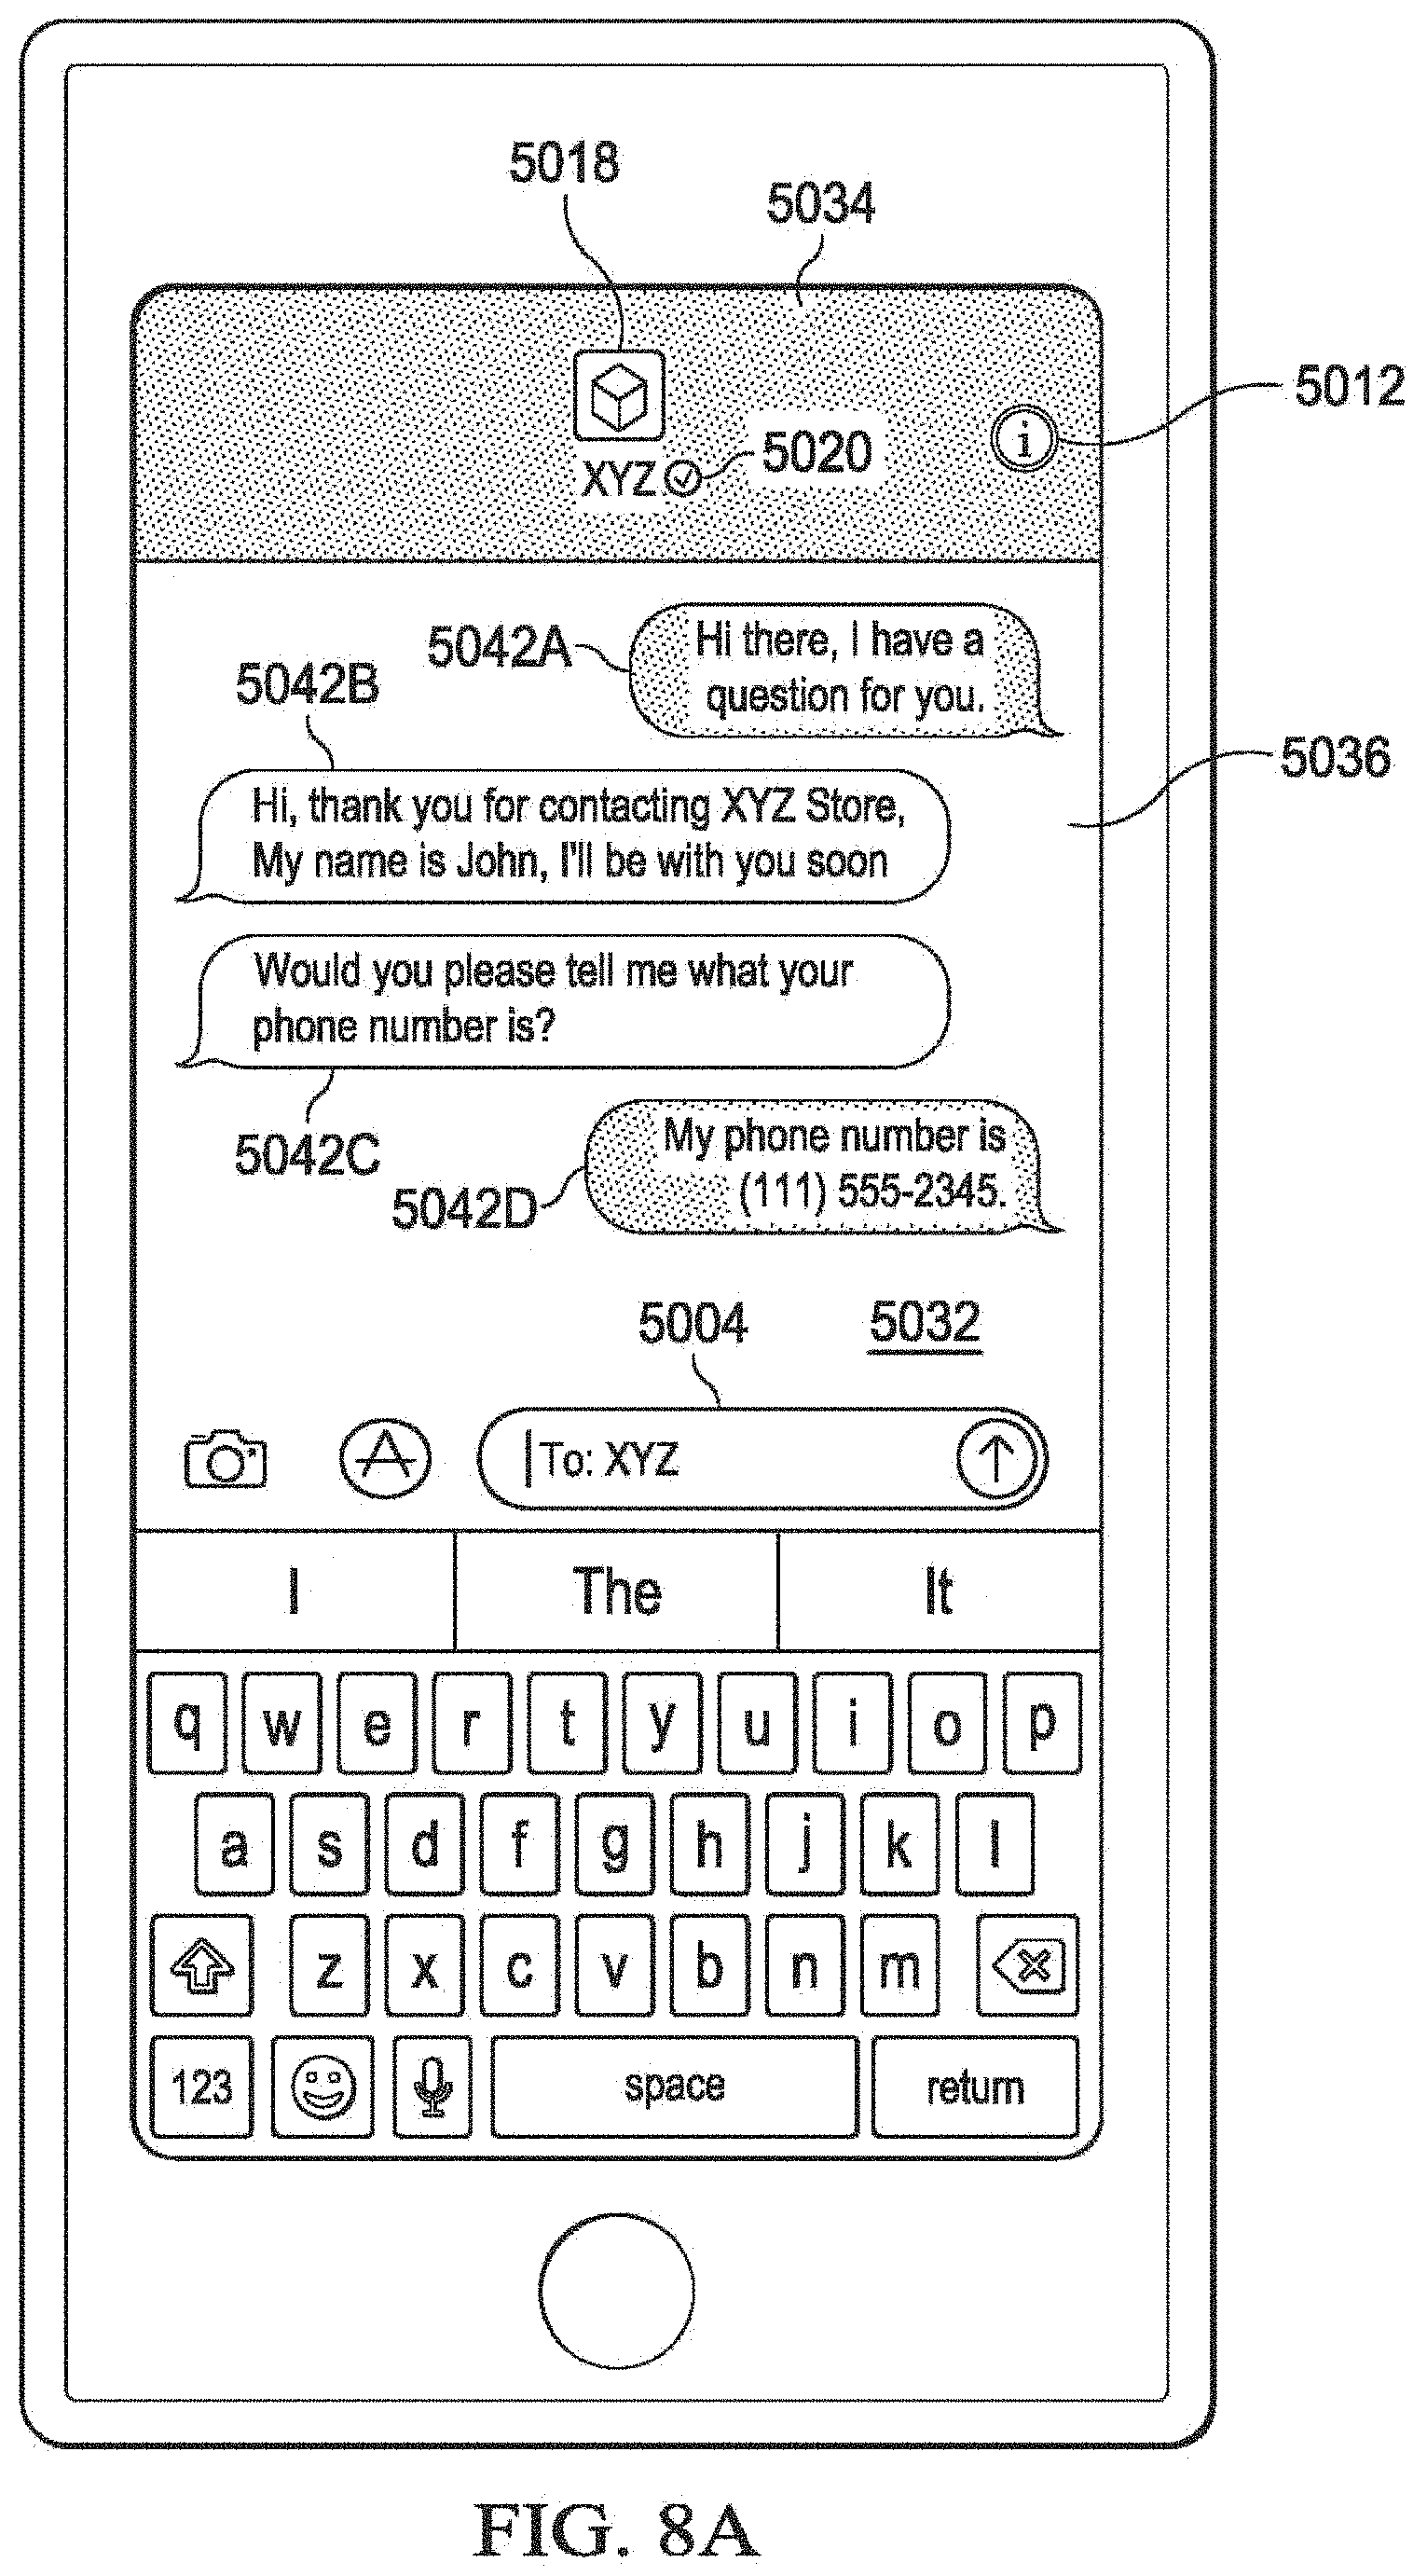 5018
5034
5012
XYZ
5020
i
5042A
Hi there, I have a
question for you.
5042B
5036
Hi, thank you for contacting XYZ Store,
My name is John, I'll be with you soon
Would you please tell me what your
phone number is?
5042C
My phone number is
(111) 555-2345.
5042D
5004
5032
To: XYZ
I The It
q w e r t y u i o p
a s d f g h j k l
z x c v b n m
123 space return
FIG. 8A